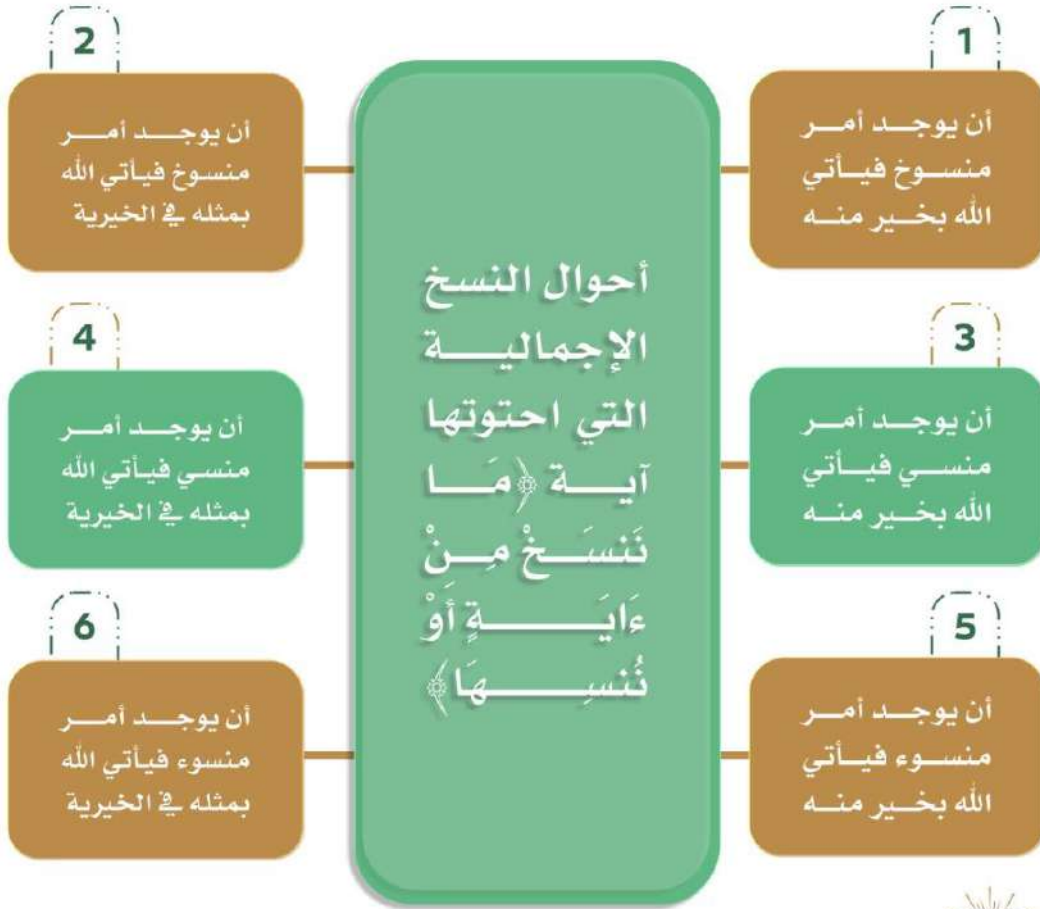 1
أن يوجد أمر
منسوخ فيأتي
الله بخير منه
2
أن يوجد أمر
منسوخ فيأتي الله
بمثله في الخيرية
أحوال النسخ
الإجمالية
التي احتوتها
آية ﴿مَا
نَنسَخْ مِنْ
ءَايَةٍ أَوْ
نُنسِهَا﴾
3
أن يوجد أمر
منسي فيأتي
الله بخير منه
4
أن يوجد أمر
منسي فيأتي الله
بمثله في الخيرية
5
أن يوجد أمر
منسوء فيأتي
الله بخير منه
6
أن يوجد أمر
منسوء فيأتي الله
بمثله في الخيرية